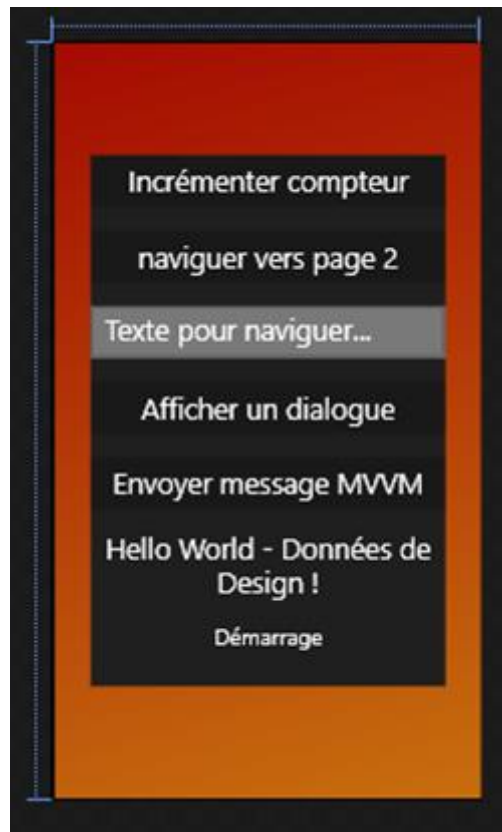 Incrémenter compteur
naviguer vers page 2
Texte pour naviguer...
Afficher un dialogue
Envoyer message MVVM
Hello World - Données de
Design !
Démarrage